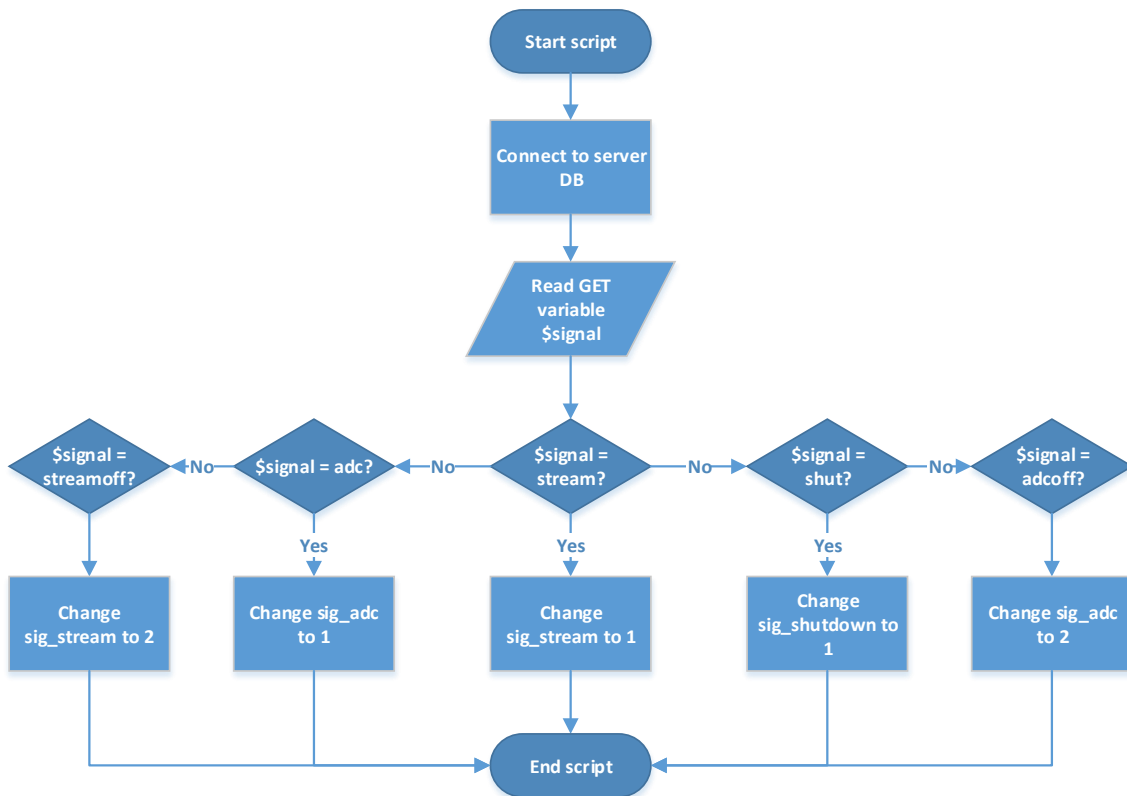 Start script
Connect to server
DB
Read GET
variable
$signal
$signal =
streamoff?
No
$signal = adc?
No
$signal =
stream?
No
$signal =
shut?
No
$signal =
adcoff?
Yes
Yes
Yes
Change
sig_stream to 2
Change sig_adc
to 1
Change
sig_stream to 1
Change
sig_shutdown to
1
Change sig_adc
to 2
End script